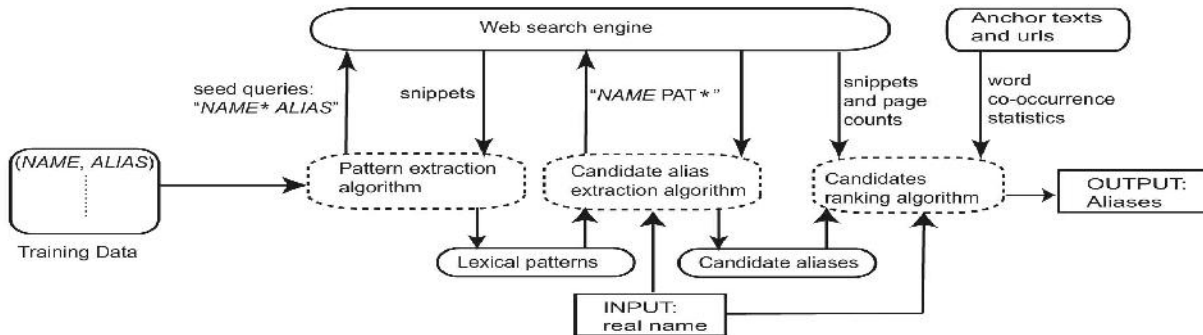 Web search engine
Anchor texts
and urls
seed queries:
"NAME* ALIAS"
snippets
"NAME PAT *"
snippets
and page
counts
word
co-occurrence
statistics
(NAME, ALIAS)
Training Data
Pattern extraction
algorithm
Candidate alias
extraction algorithm
Candidates
ranking algorithm
OUTPUT:
Aliases
Lexical patterns
Candidate aliases
INPUT:
real name